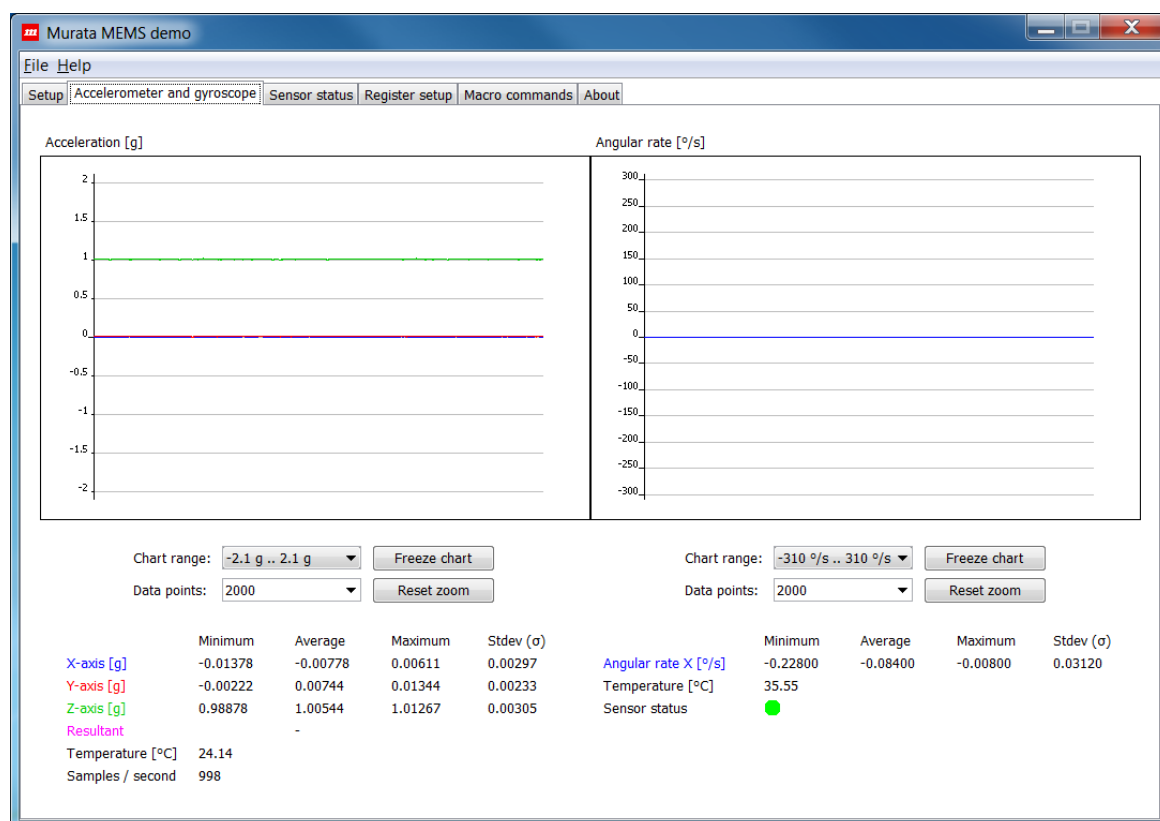 Murata MEMS demo
File Help
Setup Accelerometer and gyroscope Sensor status Register setup Macro commands About
Acceleration [g]
2
1.5
1
0.5
0
-0.5
-1
-1.5
-2
Angular rate [º/s]
300
250
200
150
100
50
0
-50
-100
-150
-200
-250
-300
Chart range: -2.1 g .. 2.1 g Freeze chart
Data points: 2000 Reset zoom
Chart range: -310 º/s .. 310 º/s Freeze chart
Data points: 2000 Reset zoom
Minimum Average Maximum Stdev (σ)
X-axis [g] -0.01378 -0.00778 0.00611 0.00297
Y-axis [g] -0.00222 0.00744 0.01344 0.00233
Z-axis [g] 0.98878 1.00544 1.01267 0.00305
Resultant -
Temperature [ºC] 24.14
Samples / second 998
Minimum Average Maximum Stdev (σ)
Angular rate X [º/s] -0.22800 -0.08400 -0.00800 0.03120
Temperature [ºC] 35.55
Sensor status